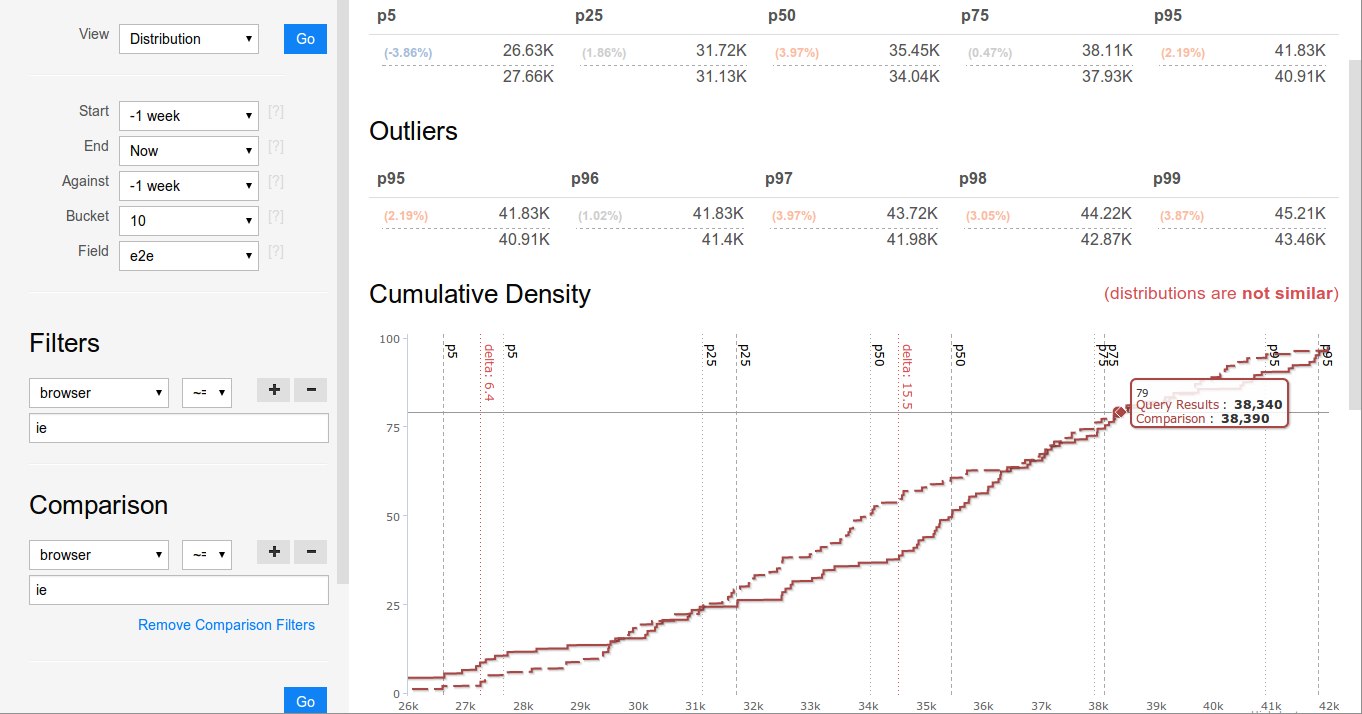 View Distribution Go
Start -1 week [?]
End Now [?]
Against -1 week [?]
Bucket 10 [?]
Field e2e [?]
Filters
browser ~= + −
ie
Comparison
browser ~= + −
ie
Remove Comparison Filters
Go
p5 p25 p50 p75 p95
(-3.86%) 26.63K (1.86%) 31.72K (3.97%) 35.45K (0.47%) 38.11K (2.19%) 41.83K
27.66K 31.13K 34.04K 37.93K 40.91K
Outliers
p95 p96 p97 p98 p99
(2.19%) 41.83K (1.02%) 41.83K (3.97%) 43.72K (3.05%) 44.22K (3.87%) 45.21K
40.91K 41.4K 41.98K 42.87K 43.46K
Cumulative Density (distributions are not similar)
100
75
50
25
0
p5
delta: 6.4
p5
p25
p25
p50
delta: 15.5
p50
p75
p75
p95
p95
79
Query Results : 38,340
Comparison : 38,390
26k 27k 28k 29k 30k 31k 32k 33k 34k 35k 36k 37k 38k 39k 40k 41k 42k